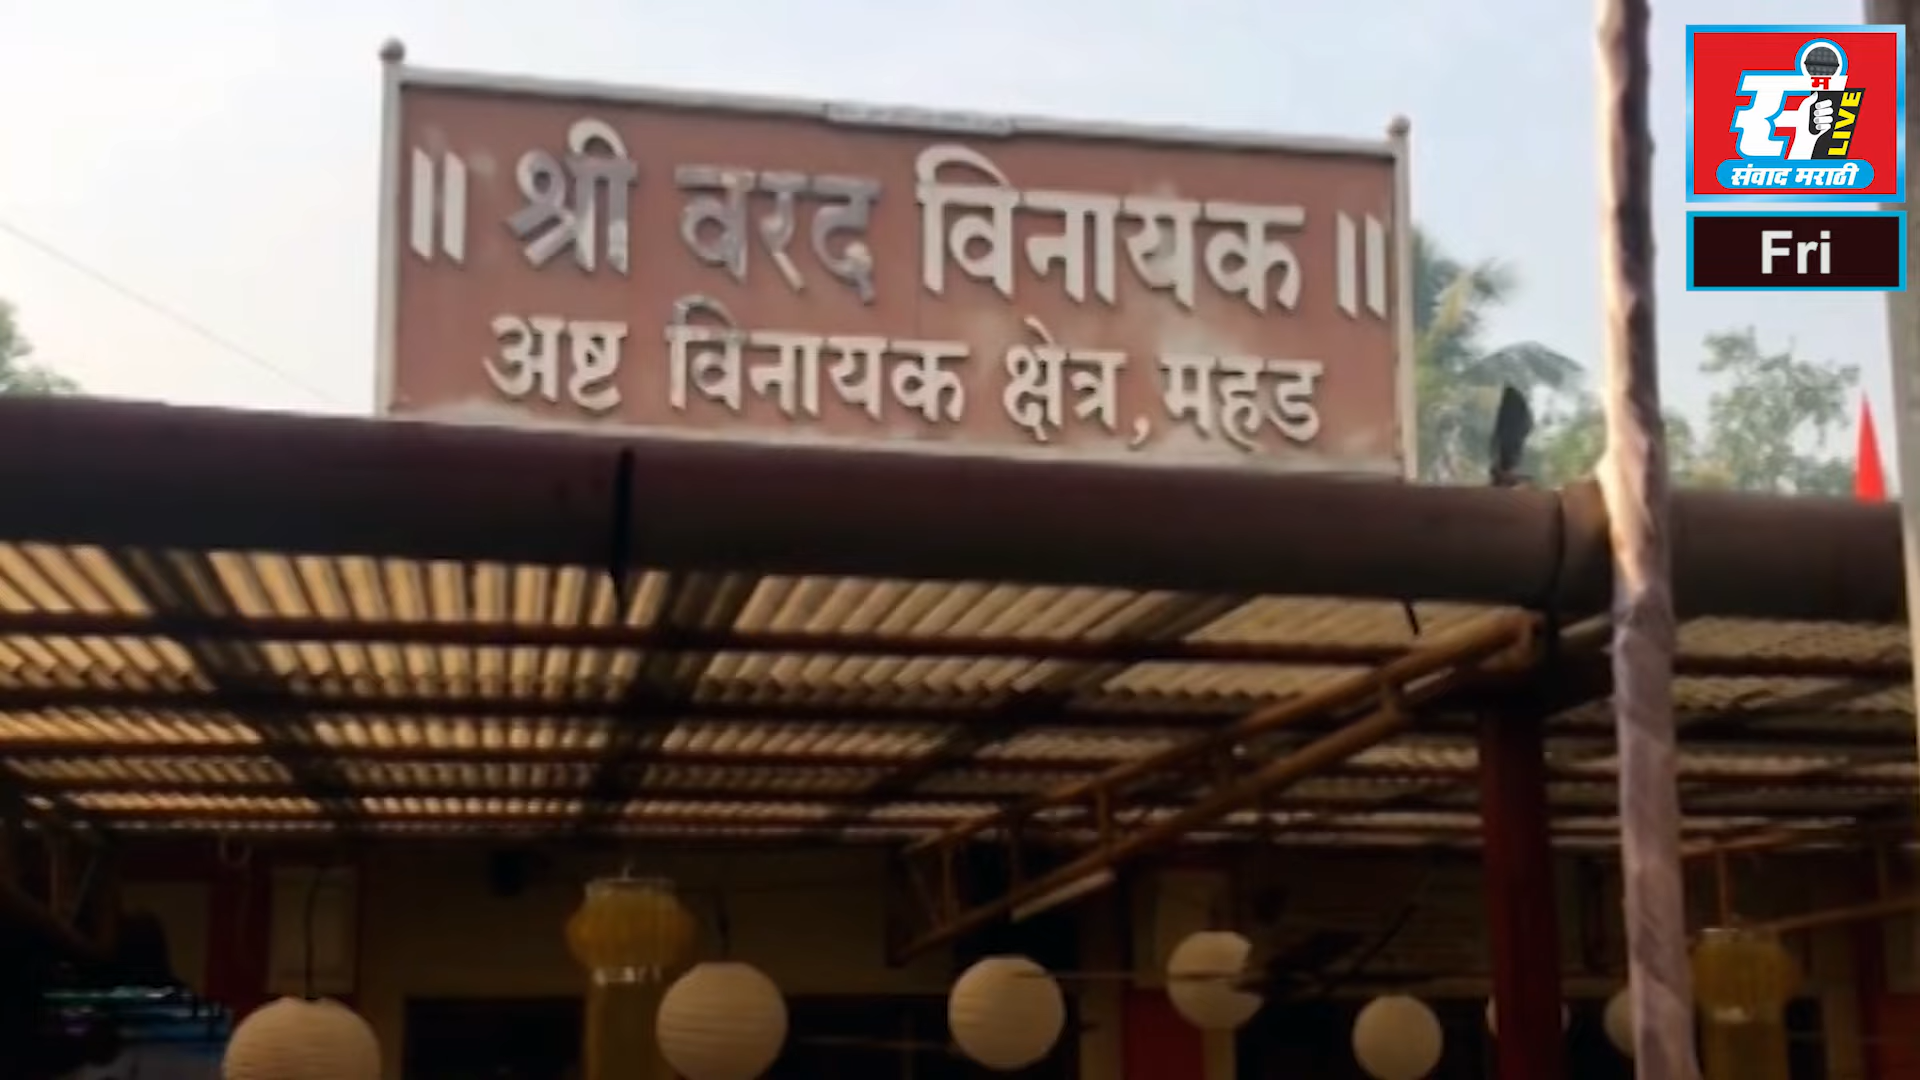 ॥ श्री वरद विनायक ॥
अष्ट विनायक क्षेत्र, महड
स
म
LIVE
संवाद मराठी
Fri